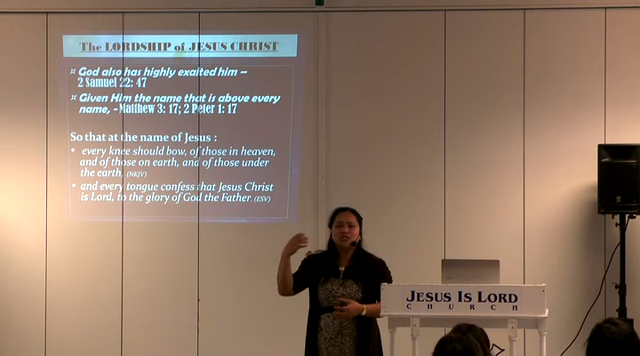 The LORDSHIP of JESUS CHRIST
God also has highly exalted him –
2 Samuel 22: 47
Given Him the name that is above every
name, - Matthew 3: 17; 2 Peter 1: 17
So that at the name of Jesus :
• every knee should bow, of those in heaven,
and of those on earth, and of those under
the earth, (NKJV)
• and every tongue confess that Jesus Christ
is Lord, to the glory of God the Father. (ESV)
JESUS IS LORD
CHURCH